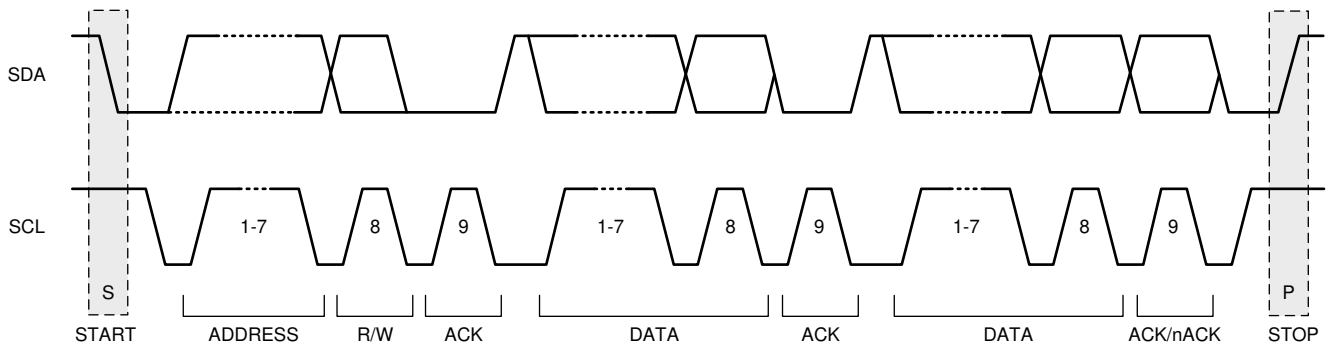 SDA
SCL
1-7 8 9 1-7 8 9 1-7 8 9
S P
START ADDRESS R/W ACK DATA ACK DATA ACK/nACK STOP